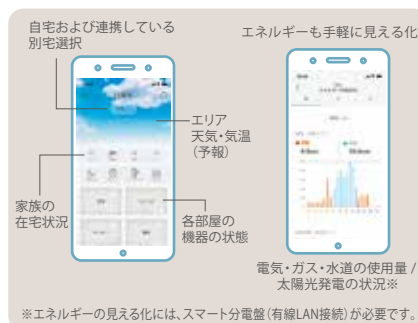 自宅および連携している
別宅選択
エリア
天気・気温
(予報)
家族の
在宅状況
各部屋の
機器の状態
エネルギーも手軽に見える化
電気・ガス・水道の使用量 /
太陽光発電の状況※
※エネルギーの見える化には、スマート分電盤(有線LAN接続)が必要です。